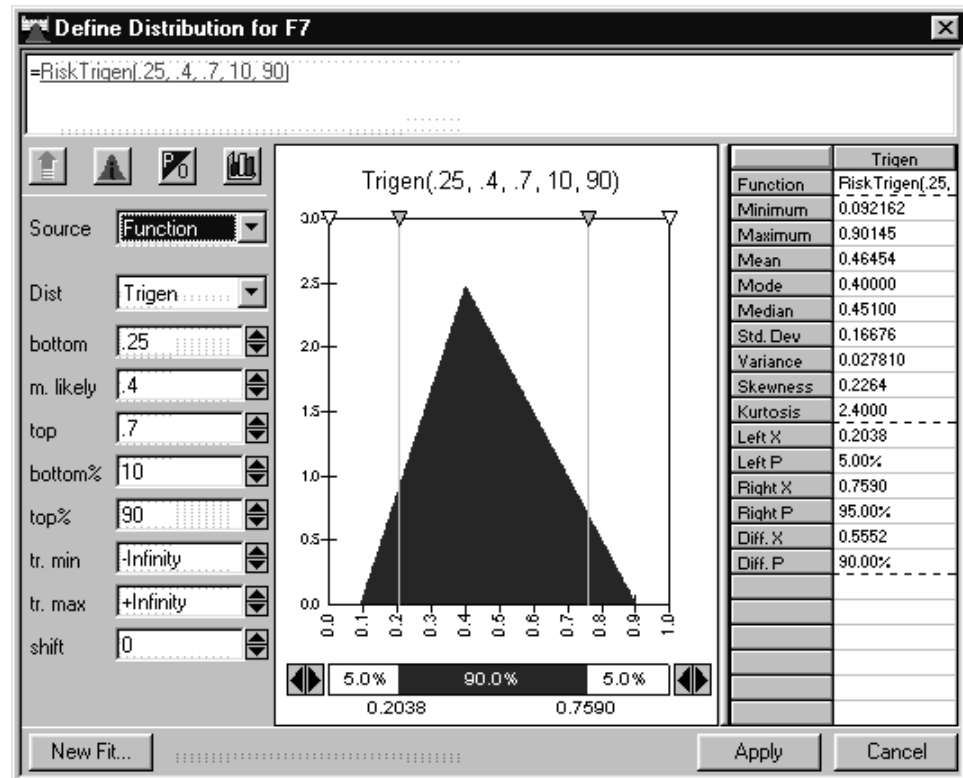 Define Distribution for F7
=RiskTrigen(.25, .4, .7, 10, 90)
Source Function
Dist Trigen
bottom .25
m. likely .4
top .7
bottom% 10
top% 90
tr. min -Infinity
tr. max +Infinity
shift 0
Trigen(.25, .4, .7, 10, 90)
3.0
2.5
2.0
1.5
1.0
0.5
0.0
0.0 0.1 0.2 0.3 0.4 0.5 0.6 0.7 0.8 0.9 1.0
5.0% 90.0% 5.0%
0.2038 0.7590
Trigen
Function RiskTrigen(.25,
Minimum 0.092162
Maximum 0.90145
Mean 0.46454
Mode 0.40000
Median 0.45100
Std. Dev 0.16676
Variance 0.027810
Skewness 0.2264
Kurtosis 2.4000
Left X 0.2038
Left P 5.00%
Right X 0.7590
Right P 95.00%
Diff. X 0.5552
Diff. P 90.00%
New Fit... Apply Cancel